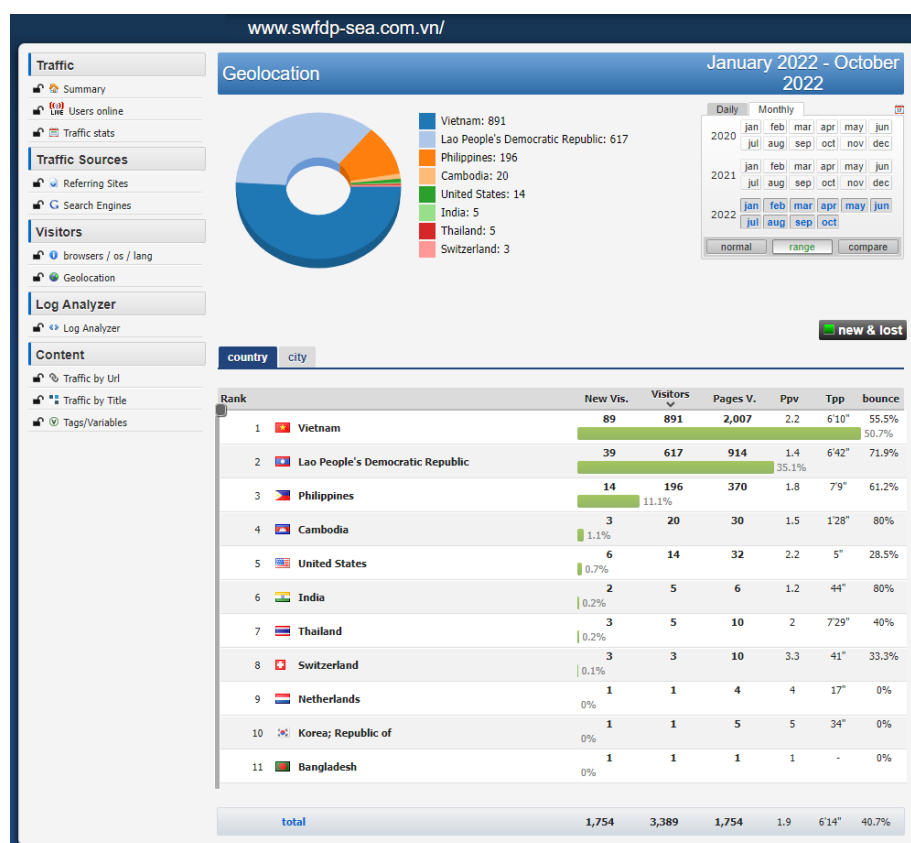 www.swfdp-sea.com.vn/
Traffic
Summary
Users online
Traffic stats
Traffic Sources
Referring Sites
Search Engines
Visitors
browsers / os / lang
Geolocation
Log Analyzer
Log Analyzer
Content
Traffic by Url
Traffic by Title
Tags/Variables
Geolocation
January 2022 - October
2022
Vietnam: 891
Lao People's Democratic Republic: 617
Philippines: 196
Cambodia: 20
United States: 14
India: 5
Thailand: 5
Switzerland: 3
Daily Monthly
2020 jan feb mar apr may jun
jul aug sep oct nov dec
2021 jan feb mar apr may jun
jul aug sep oct nov dec
2022 jan feb mar apr may jun
jul aug sep oct
normal range compare
new & lost
country city
Rank New Vis. Visitors Pages V. Ppv Tpp bounce
1 Vietnam 89 891 2,007 2.2 6'10" 55.5%
50.7%
2 Lao People's Democratic Republic 39 617 914 1.4 6'42" 71.9%
35.1%
3 Philippines 14 196 370 1.8 7'9" 61.2%
11.1%
4 Cambodia 3 20 30 1.5 1'28" 80%
1.1%
5 United States 6 14 32 2.2 5" 28.5%
0.7%
6 India 2 5 6 1.2 44" 80%
0.2%
7 Thailand 3 5 10 2 7'29" 40%
0.2%
8 Switzerland 3 3 10 3.3 41" 33.3%
0.1%
9 Netherlands 1 1 4 4 17" 0%
0%
10 Korea; Republic of 1 1 5 5 34" 0%
0%
11 Bangladesh 1 1 1 1 - 0%
0%
total 1,754 3,389 1,754 1.9 6'14" 40.7%